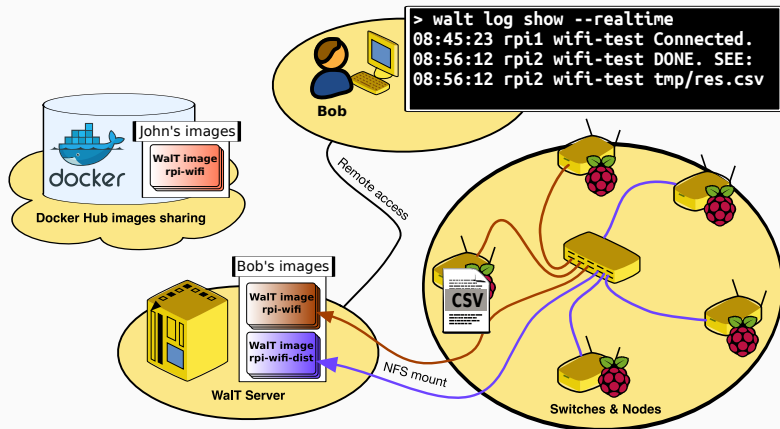 > walt log show --realtime
08:45:23 rpi1 wifi-test Connected.
08:56:12 rpi2 wifi-test DONE. SEE:
08:56:12 rpi2 wifi-test tmp/res.csv
Bob
John's images
WalT image
rpi-wifi
docker
Docker Hub images sharing
Remote access
Bob's images
WalT image
rpi-wifi
WalT image
rpi-wifi-dist
WalT Server
NFS mount
CSV
Switches & Nodes